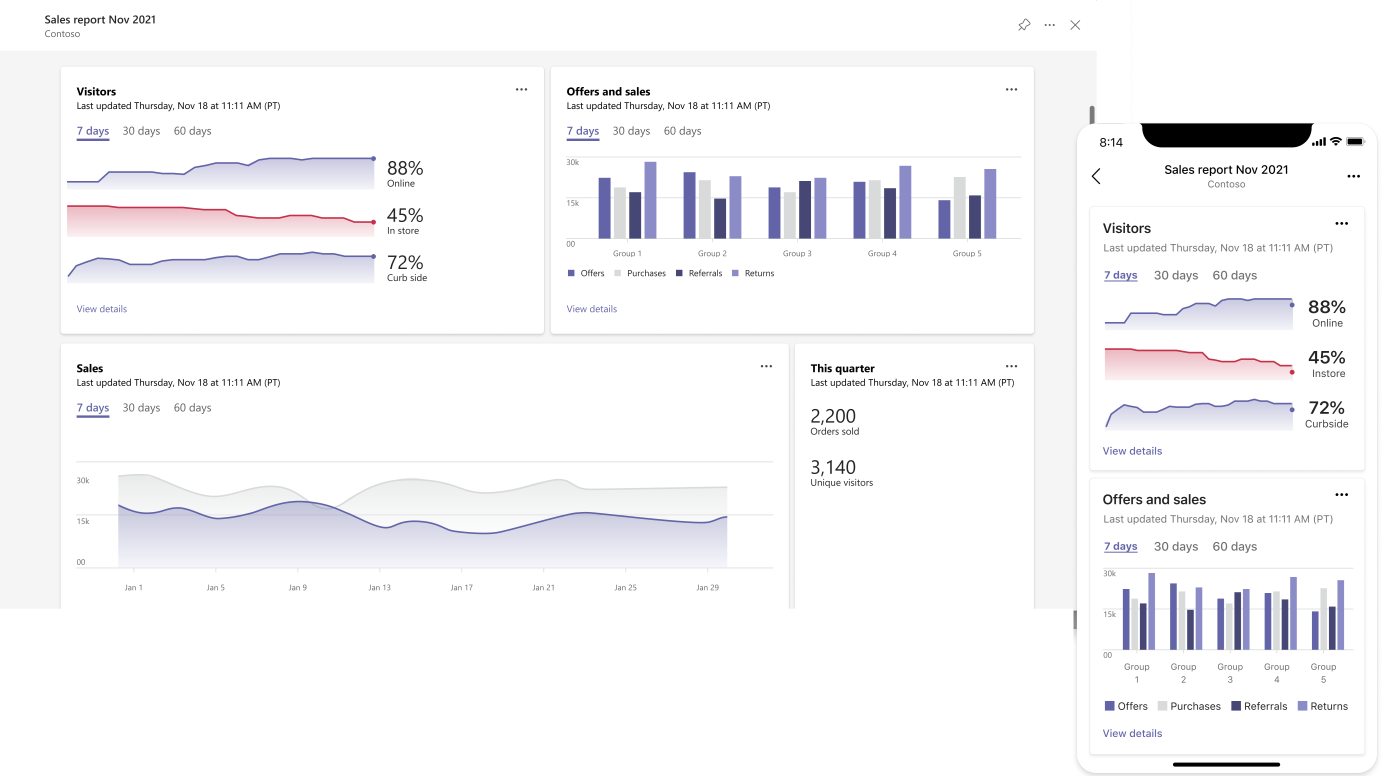 Sales report Nov 2021
Contoso
Visitors
Last updated Thursday, Nov 18 at 11:11 AM (PT)
7 days 30 days 60 days
88%
Online
45%
In store
72%
Curb side
View details
Offers and sales
Last updated Thursday, Nov 18 at 11:11 AM (PT)
7 days 30 days 60 days
30k
15k
00
Group 1 Group 2 Group 3 Group 4 Group 5
Offers Purchases Referrals Returns
View details
Sales
Last updated Thursday, Nov 18 at 11:11 AM (PT)
7 days 30 days 60 days
30k
15k
00
Jan 1 Jan 5 Jan 9 Jan 13 Jan 17 Jan 21 Jan 25 Jan 29
This quarter
Last updated Thursday, Nov 18 at 11:11 AM (PT)
2,200
Orders sold
3,140
Unique visitors
8:14
Sales report Nov 2021
Contoso
Visitors
Last updated Thursday, Nov 18 at 11:11 AM (PT)
7 days 30 days 60 days
88%
Online
45%
Instore
72%
Curbside
View details
Offers and sales
Last updated Thursday, Nov 18 at 11:11 AM (PT)
7 days 30 days 60 days
30k
15k
00
Group Group Group Group Group
1 2 3 4 5
Offers Purchases Referrals Returns
View details